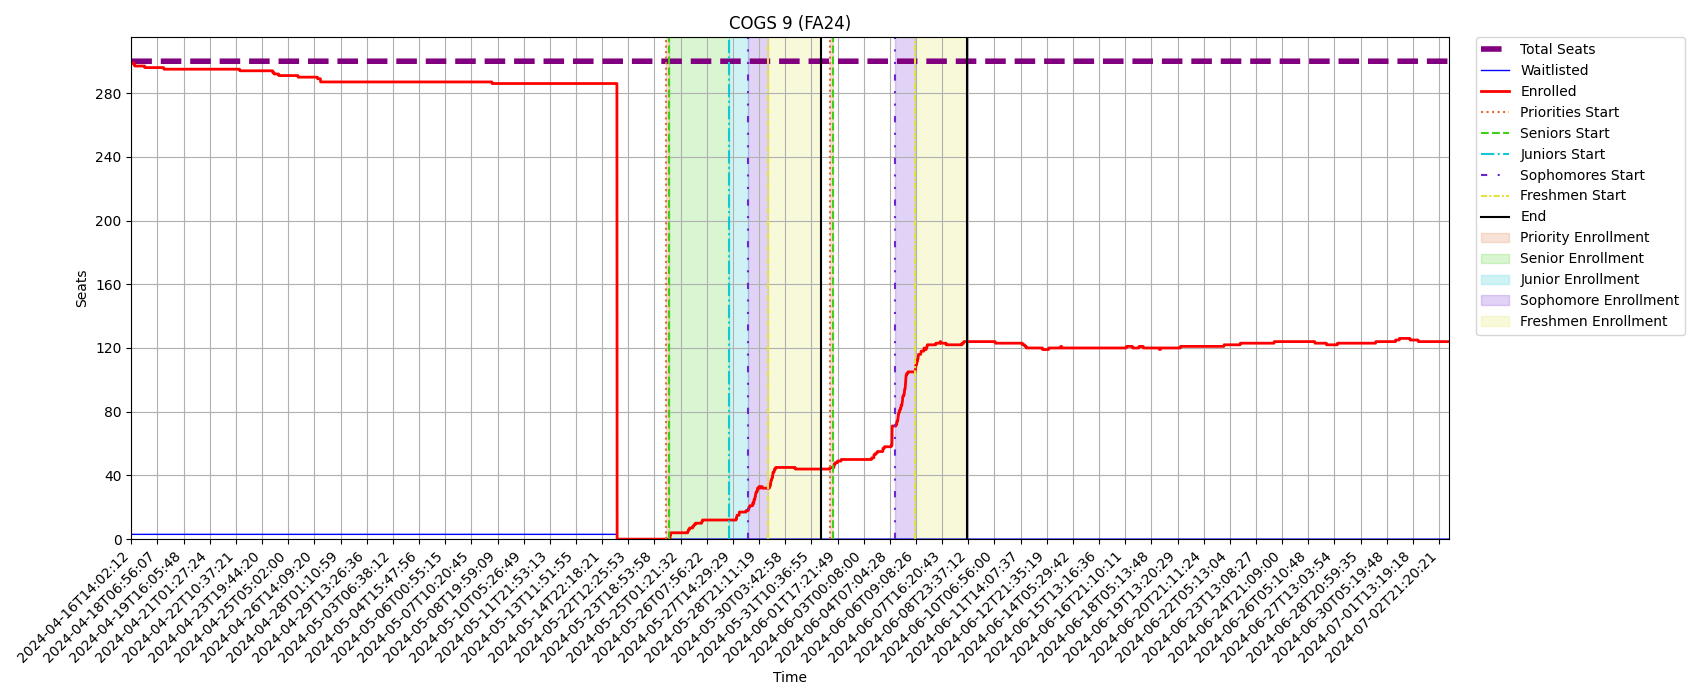 COGS 9 (FA24)
Total Seats
Waitlisted
Enrolled
Priorities Start
Seniors Start
Juniors Start
Sophomores Start
Freshmen Start
End
Priority Enrollment
Senior Enrollment
Junior Enrollment
Sophomore Enrollment
Freshmen Enrollment
Seats
280
240
200
160
120
80
40
0
2024-04-16T14:02:12
2024-04-18T06:56:07
2024-04-19T16:05:48
2024-04-21T01:27:24
2024-04-22T10:37:21
2024-04-23T19:44:20
2024-04-25T05:02:00
2024-04-26T14:09:20
2024-04-28T01:10:59
2024-04-29T13:26:36
2024-05-03T06:38:12
2024-05-04T15:47:56
2024-05-06T00:55:15
2024-05-07T10:20:45
2024-05-08T19:59:09
2024-05-10T05:26:49
2024-05-11T21:53:13
2024-05-13T11:51:55
2024-05-14T22:18:21
2024-05-22T12:25:53
2024-05-23T18:53:58
2024-05-25T01:21:32
2024-05-26T07:56:22
2024-05-27T14:29:29
2024-05-28T21:11:19
2024-05-30T03:42:58
2024-05-31T10:36:55
2024-06-01T17:21:49
2024-06-03T00:08:00
2024-06-04T07:04:28
2024-06-06T09:08:26
2024-06-07T16:20:43
2024-06-08T23:37:12
2024-06-10T06:56:00
2024-06-11T14:07:37
2024-06-12T21:35:19
2024-06-14T05:29:42
2024-06-15T13:16:36
2024-06-16T21:10:11
2024-06-18T05:13:48
2024-06-19T13:20:29
2024-06-20T21:11:24
2024-06-22T05:13:04
2024-06-23T13:08:27
2024-06-24T21:09:00
2024-06-26T05:10:48
2024-06-27T13:03:54
2024-06-28T20:59:35
2024-06-30T05:19:48
2024-07-01T13:19:18
2024-07-02T21:20:21
Time